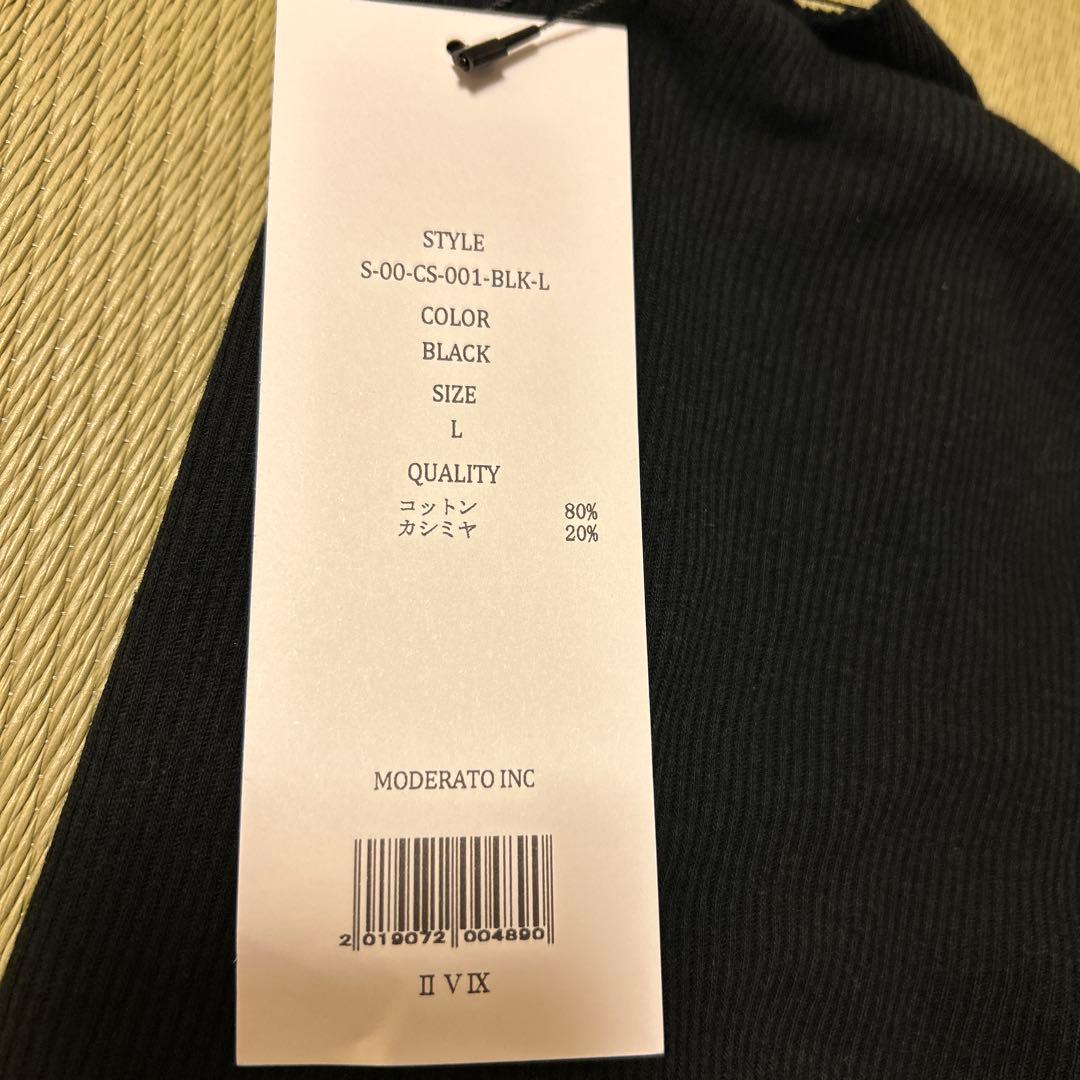 STYLE
S-00-CS-001-BLK-L
COLOR
BLACK
SIZE
L
QUALITY
コットン 80%
カシミヤ 20%
MODERATO INC
2 019072 004890
Ⅱ Ⅴ Ⅸ